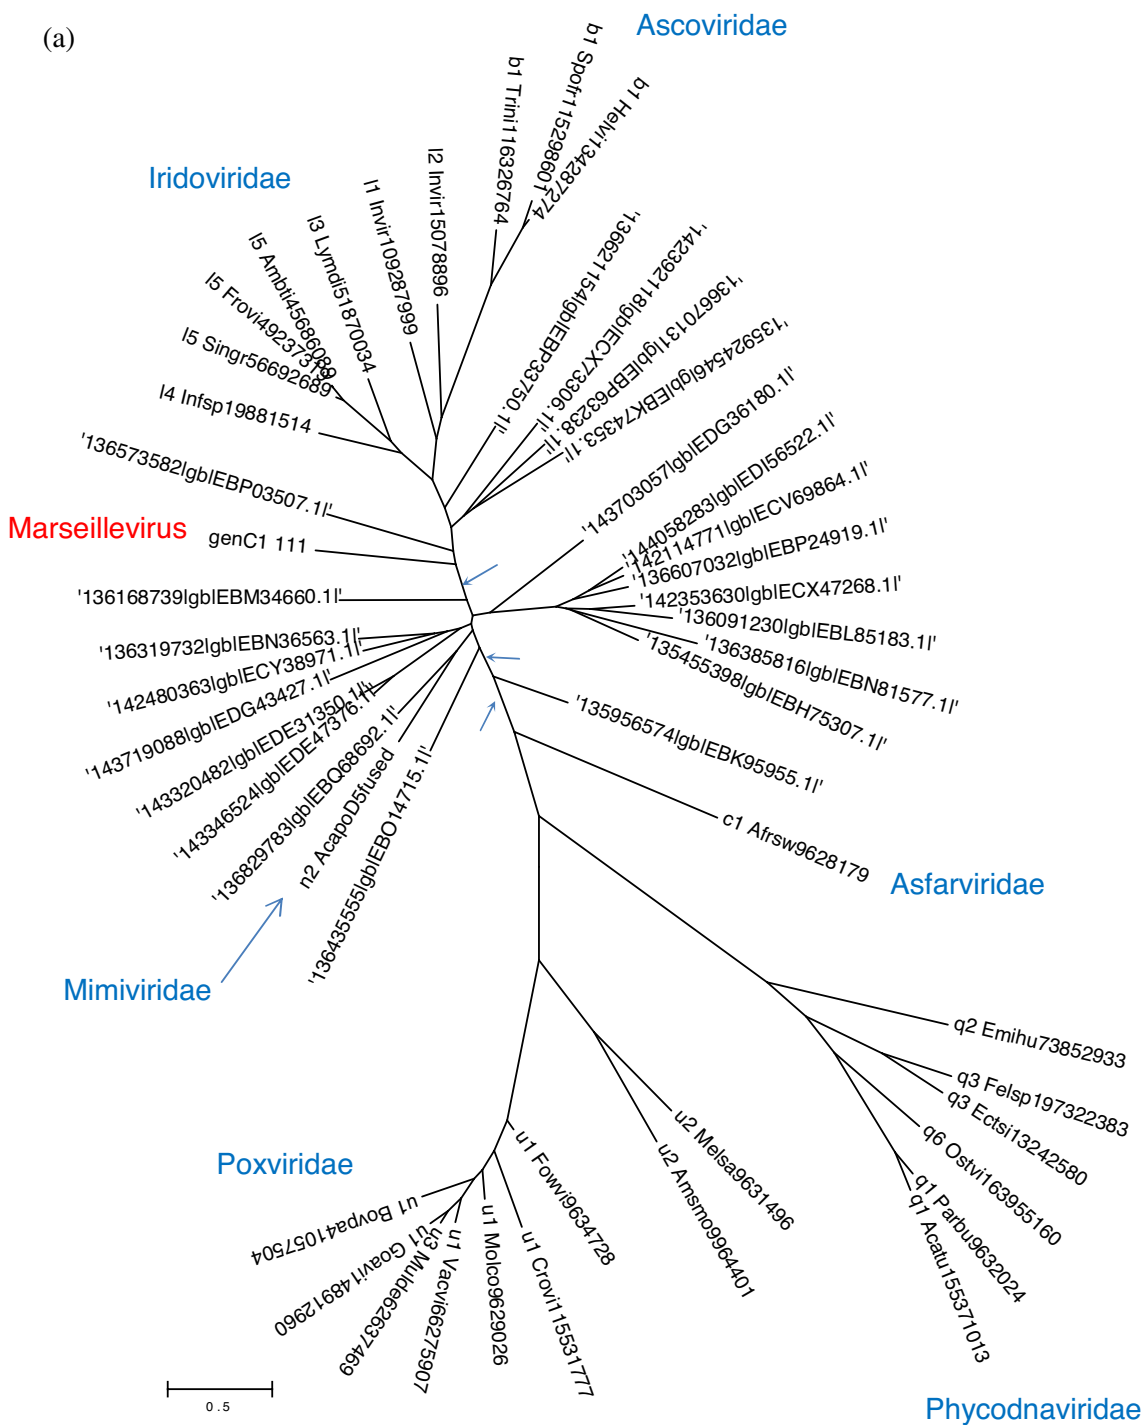 (a)
Ascoviridae
b1 Spofr115298601
b1 Trini116326764
b1 Helvi134287274
Iridoviridae
l2 Invir15078896
l1 Invir109287999
l3 Lymdi51870034
l5 Ambti45686089
l5 Frovi49237319
l5 Singr56692689
l4 Infsp19881514
'136621154|gb|EBP33750.1|'
'142392118|gb|ECX73306.1|'
'136670131|gb|EBP63238.1|'
'135924546|gb|EBK74353.1|'
'143703057|gb|EDG36180.1|'
'136573582|gb|EBP03507.1|'
Marseillevirus
genC1 111
'144058283|gb|EDI56522.1|'
'142114771|gb|ECV69864.1|'
'136607032|gb|EBP24919.1|'
'142353630|gb|ECX47268.1|'
'136091230|gb|EBL85183.1|'
'136385816|gb|EBN81577.1|'
'135455398|gb|EBH75307.1|'
'136168739|gb|EBM34660.1|'
'136319732|gb|EBN36563.1|'
'142480363|gb|ECY38971.1|'
'143719088|gb|EDG43427.1|'
'143320482|gb|EDE31350.1|'
'143346524|gb|EDE47376.1|'
'136829783|gb|EBQ68692.1|'
n2 AcapoD5fused
'136435555|gb|EBO14715.1|'
'135956574|gb|EBK95955.1|'
c1 Afrsw9628179
Asfarviridae
Mimiviridae
q2 Emihu73852933
q3 Felsp197322383
q3 Ectsi13242580
q6 Ostvi163955160
q1 Parbu9632024
q1 Acatu155371013
Poxviridae
u2 Melsa9631496
u2 Amsmo9964401
u1 Fowvi9634728
u1 Crovi115531777
u1 Molco9629026
u1 Vacvi66275907
u3 Mulde62637469
u1 Goavi148912960
u1 Bovpa41057504
0.5
Phycodnaviridae